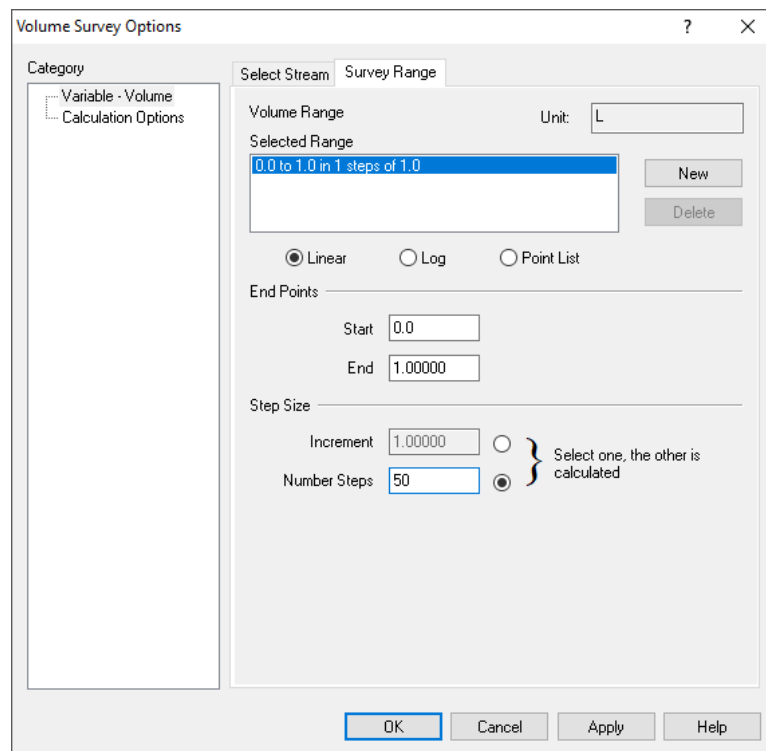 Volume Survey Options ?
Category
Variable - Volume
Calculation Options
Select Stream Survey Range
Volume Range Unit: L
Selected Range
0.0 to 1.0 in 1 steps of 1.0
New
Delete
Linear Log Point List
End Points
Start 0.0
End 1.00000
Step Size
Increment 1.00000
Number Steps 50
Select one, the other is
calculated
OK Cancel Apply Help